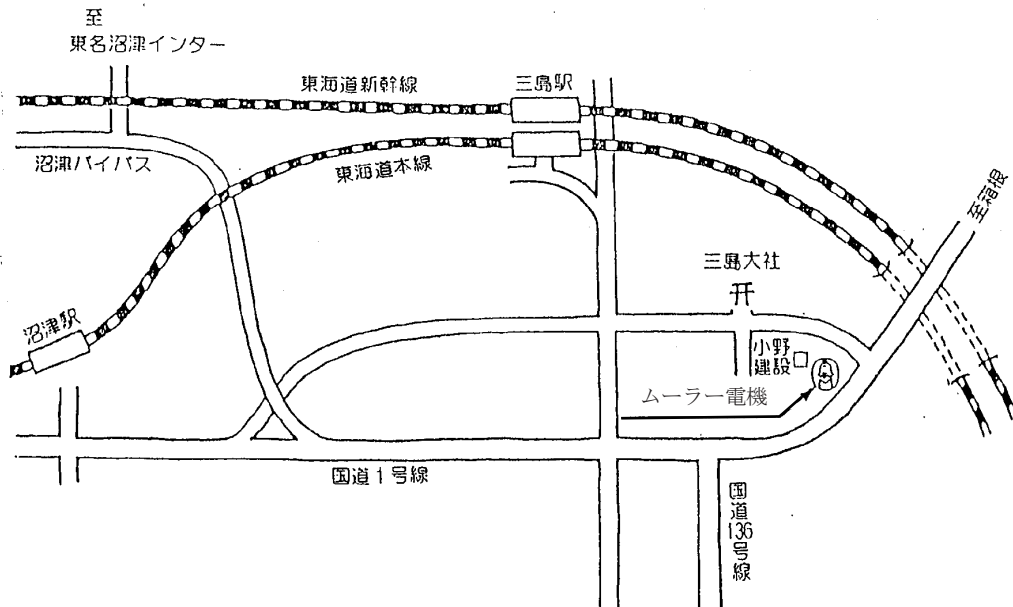 至
東名沼津インター
東海道新幹線
三島駅
沼津バイパス
東海道本線
至箱根
三島大社
沼津駅
小野
建設
ムーラー電機
国道1号線
国道136号線